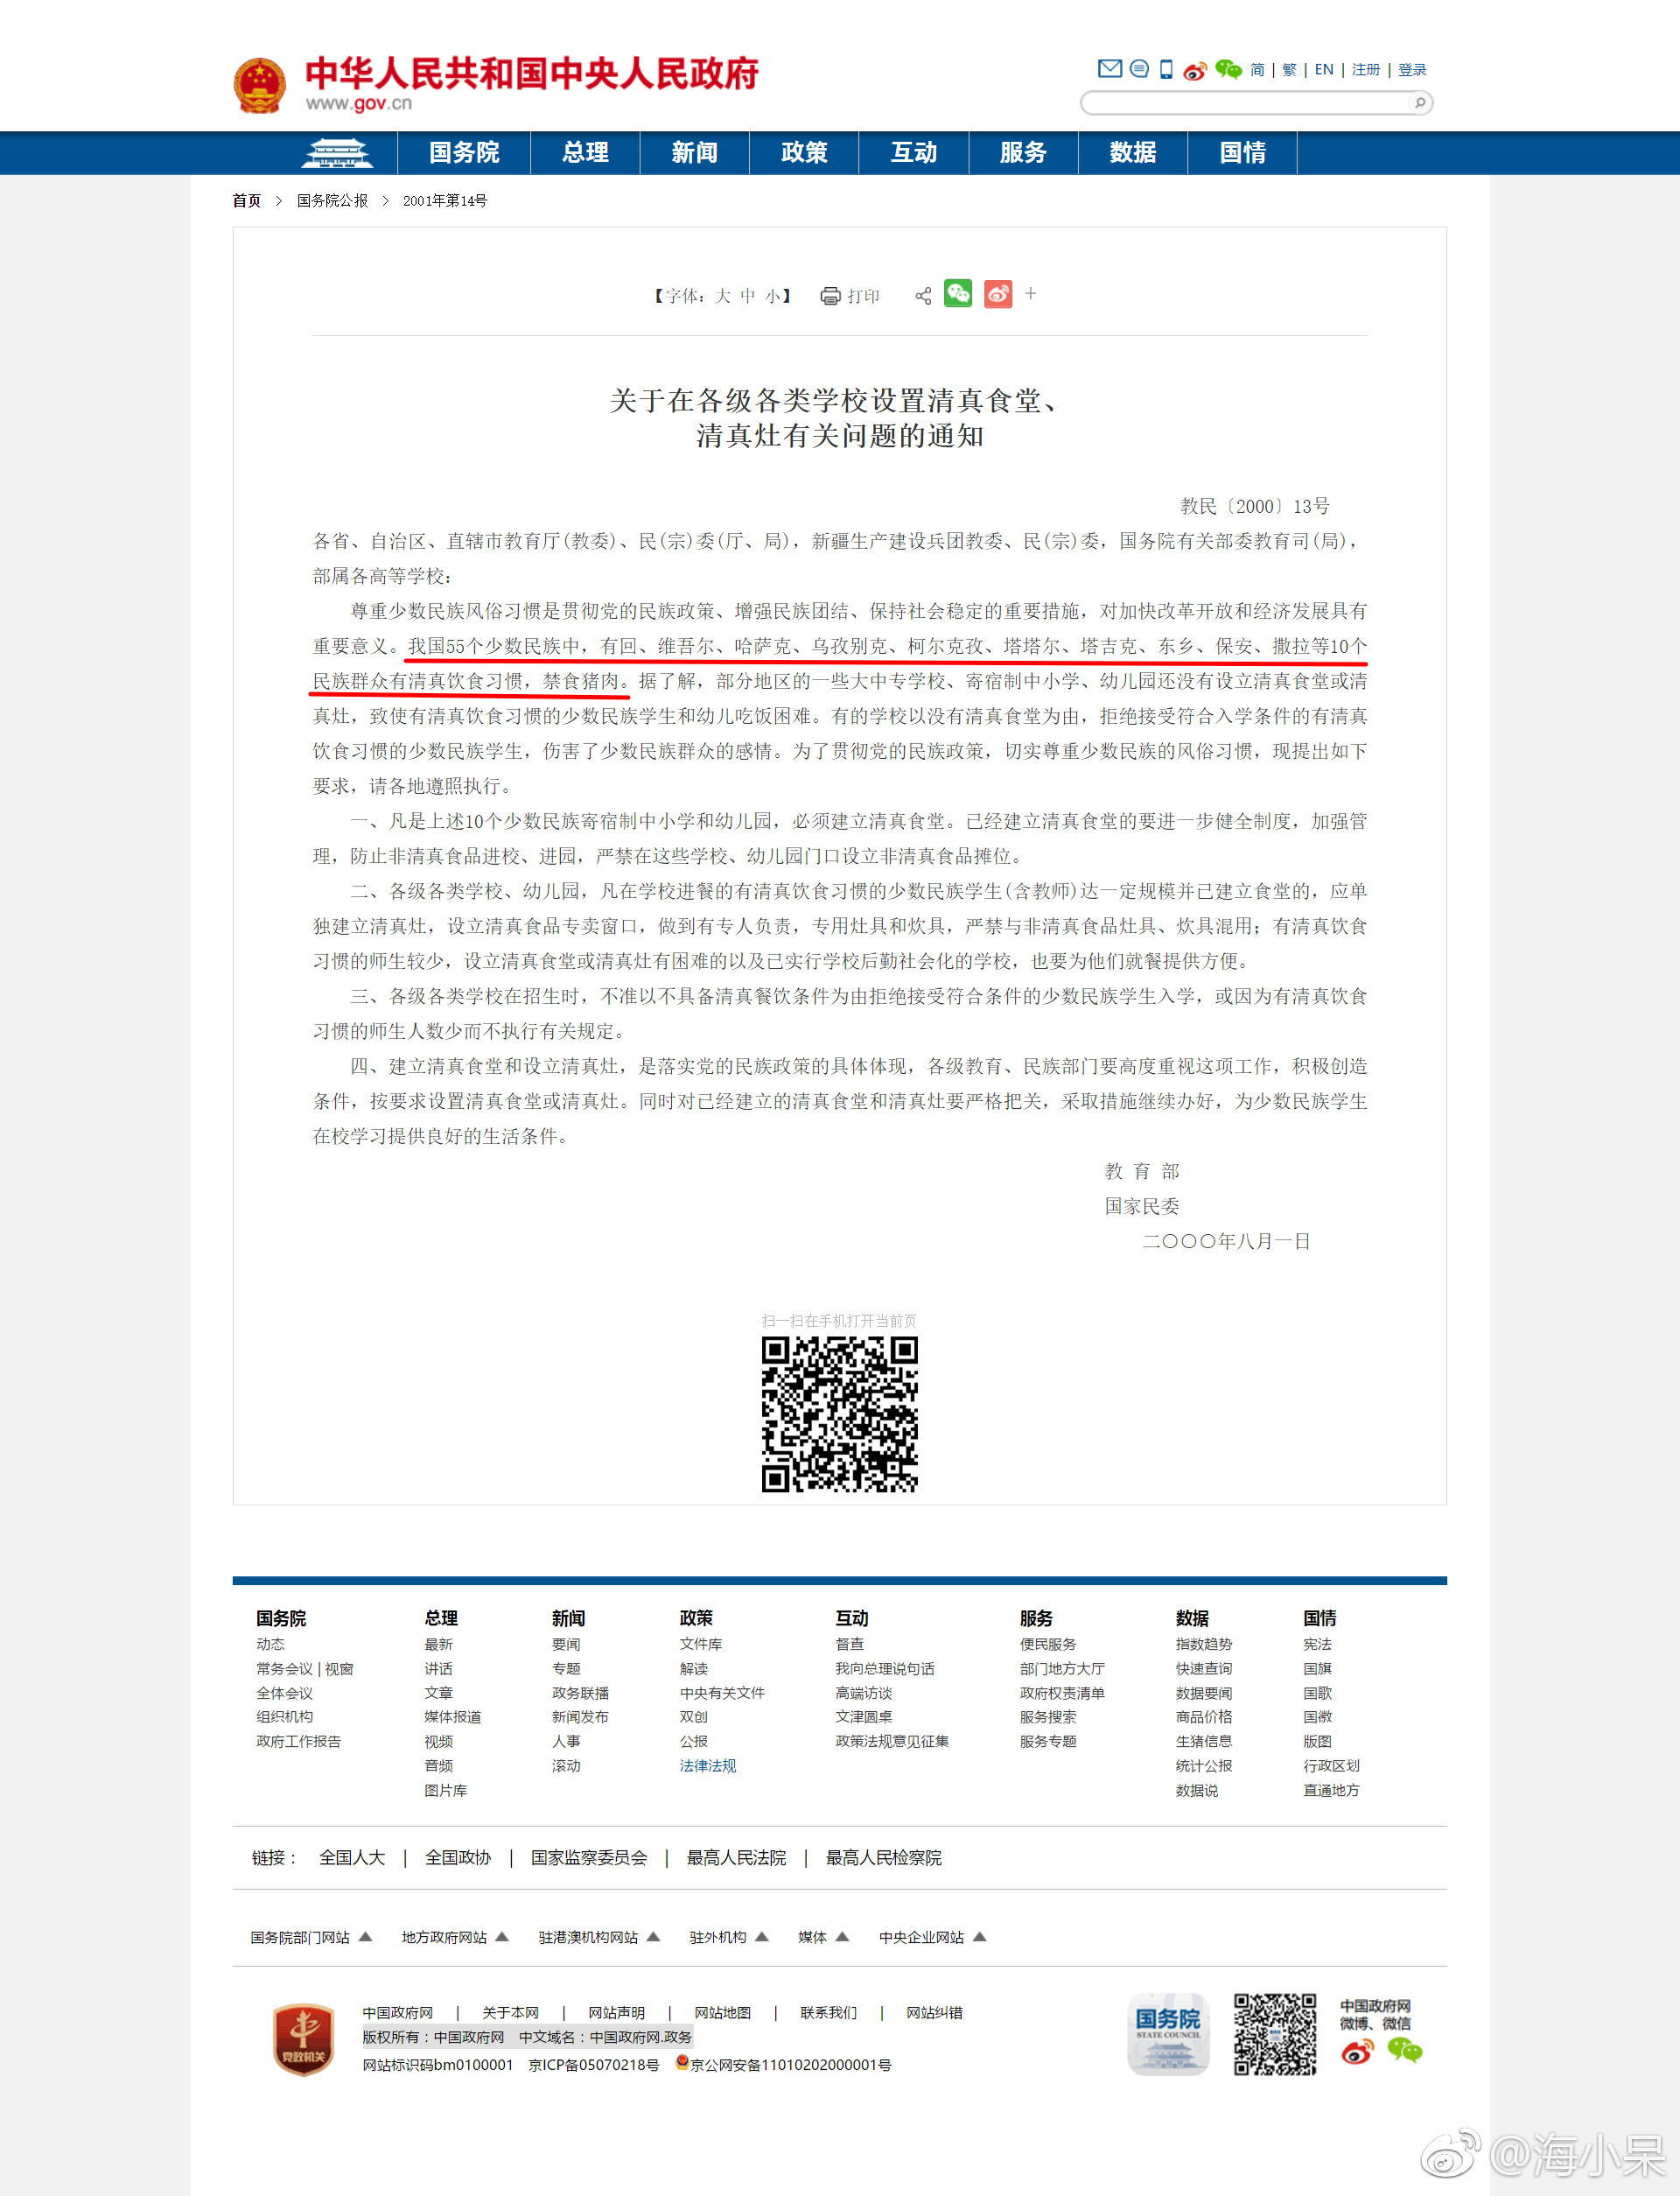 中华人民共和国中央人民政府
www.gov.cn
简 | 繁 | EN | 注册 | 登录
国务院 总理 新闻 政策 互动 服务 数据 国情
首页 > 国务院公报 > 2001年第14号
【字体：大 中 小】 打印 +
关于在各级各类学校设置清真食堂、
清真灶有关问题的通知
教民〔2000〕13号
各省、自治区、直辖市教育厅(教委)、民(宗)委(厅、局)，新疆生产建设兵团教委、民(宗)委，国务院有关部委教育司(局)，
部属各高等学校：
尊重少数民族风俗习惯是贯彻党的民族政策、增强民族团结、保持社会稳定的重要措施，对加快改革开放和经济发展具有
重要意义。我国55个少数民族中，有回、维吾尔、哈萨克、乌孜别克、柯尔克孜、塔塔尔、塔吉克、东乡、保安、撒拉等10个
民族群众有清真饮食习惯，禁食猪肉。据了解，部分地区的一些大中专学校、寄宿制中小学、幼儿园还没有设立清真食堂或清
真灶，致使有清真饮食习惯的少数民族学生和幼儿吃饭困难。有的学校以没有清真食堂为由，拒绝接受符合入学条件的有清真
饮食习惯的少数民族学生，伤害了少数民族群众的感情。为了贯彻党的民族政策，切实尊重少数民族的风俗习惯，现提出如下
要求，请各地遵照执行。
一、凡是上述10个少数民族寄宿制中小学和幼儿园，必须建立清真食堂。已经建立清真食堂的要进一步健全制度，加强管
理，防止非清真食品进校、进园，严禁在这些学校、幼儿园门口设立非清真食品摊位。
二、各级各类学校、幼儿园，凡在学校进餐的有清真饮食习惯的少数民族学生(含教师)达一定规模并已建立食堂的，应单
独建立清真灶，设立清真食品专卖窗口，做到有专人负责，专用灶具和炊具，严禁与非清真食品灶具、炊具混用；有清真饮食
习惯的师生较少，设立清真食堂或清真灶有困难的以及已实行学校后勤社会化的学校，也要为他们就餐提供方便。
三、各级各类学校在招生时，不准以不具备清真餐饮条件为由拒绝接受符合条件的少数民族学生入学，或因为有清真饮食
习惯的师生人数少而不执行有关规定。
四、建立清真食堂和设立清真灶，是落实党的民族政策的具体体现，各级教育、民族部门要高度重视这项工作，积极创造
条件，按要求设置清真食堂或清真灶。同时对已经建立的清真食堂和清真灶要严格把关，采取措施继续办好，为少数民族学生
在校学习提供良好的生活条件。
教 育 部
国家民委
二〇〇〇年八月一日
扫一扫在手机打开当前页
国务院 总理 新闻 政策 互动 服务 数据 国情
动态 最新 要闻 文件库 督查 便民服务 指数趋势 宪法
常务会议 | 视窗 讲话 专题 解读 我向总理说句话 部门地方大厅 快速查询 国旗
全体会议 文章 政务联播 中央有关文件 高端访谈 政府权责清单 数据要闻 国歌
组织机构 媒体报道 新闻发布 双创 文津圆桌 服务搜索 商品价格 国徽
政府工作报告 视频 人事 公报 政策法规意见征集 服务专题 生猪信息 版图
音频 滚动 法律法规 统计公报 行政区划
图片库 数据说 直通地方
链接： 全国人大 | 全国政协 | 国家监察委员会 | 最高人民法院 | 最高人民检察院
国务院部门网站 地方政府网站 驻港澳机构网站 驻外机构 媒体 中央企业网站
党政机关
中国政府网 | 关于本网 | 网站声明 | 网站地图 | 联系我们 | 网站纠错
版权所有：中国政府网 中文域名：中国政府网.政务
网站标识码bm0100001 京ICP备05070218号 京公网安备11010202000001号
国务院
STATE COUNCIL
中国政府网
微博、微信
@海小呆